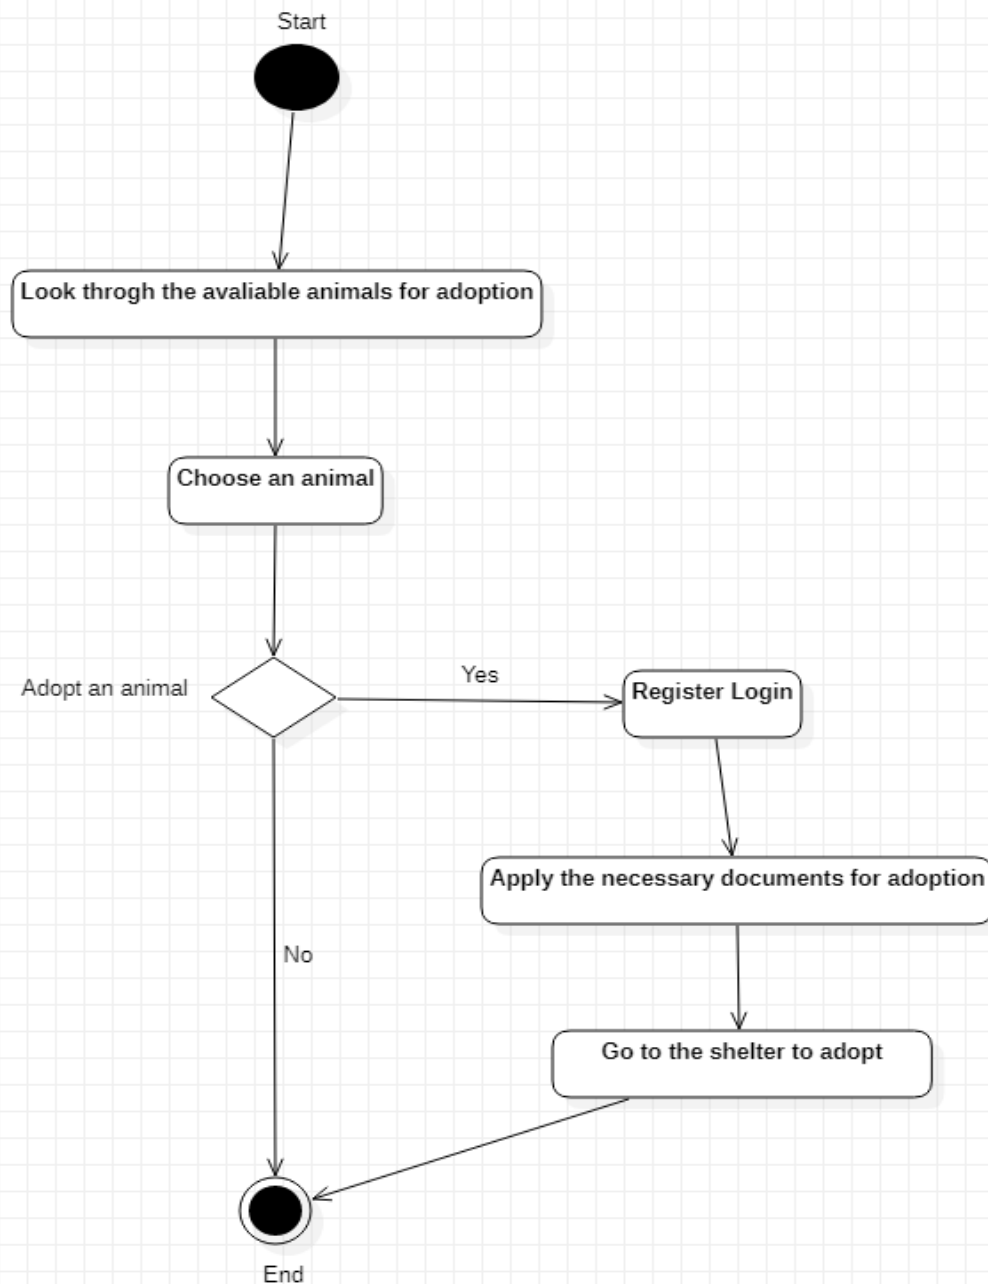 Start
Look throgh the avaliable animals for adoption
Choose an animal
Adopt an animal
Yes
Register Login
Apply the necessary documents for adoption
No
Go to the shelter to adopt
End